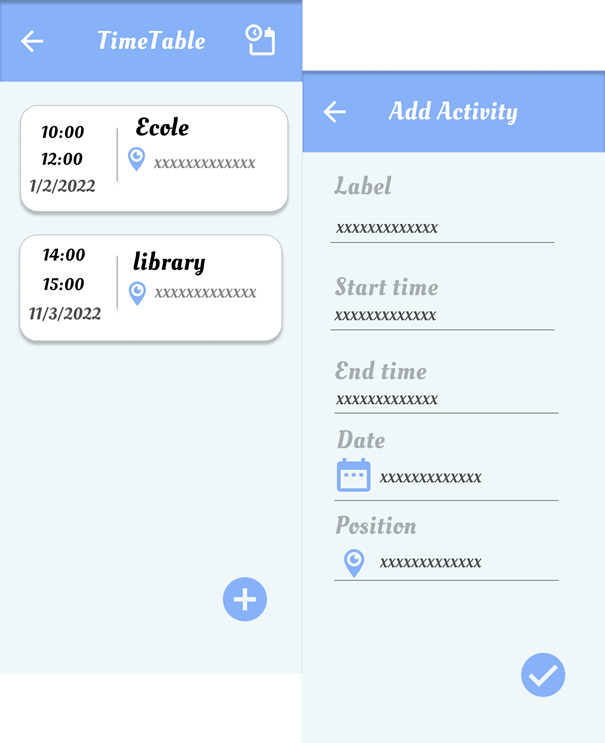 TimeTable
10:00
12:00
1/2/2022
Ecole
xxxxxxxxxxxxx
14:00
15:00
11/3/2022
library
xxxxxxxxxxxxx
Add Activity
Label
xxxxxxxxxxxxx
Start time
xxxxxxxxxxxxx
End time
xxxxxxxxxxxxx
Date
xxxxxxxxxxxxx
Position
xxxxxxxxxxxxx